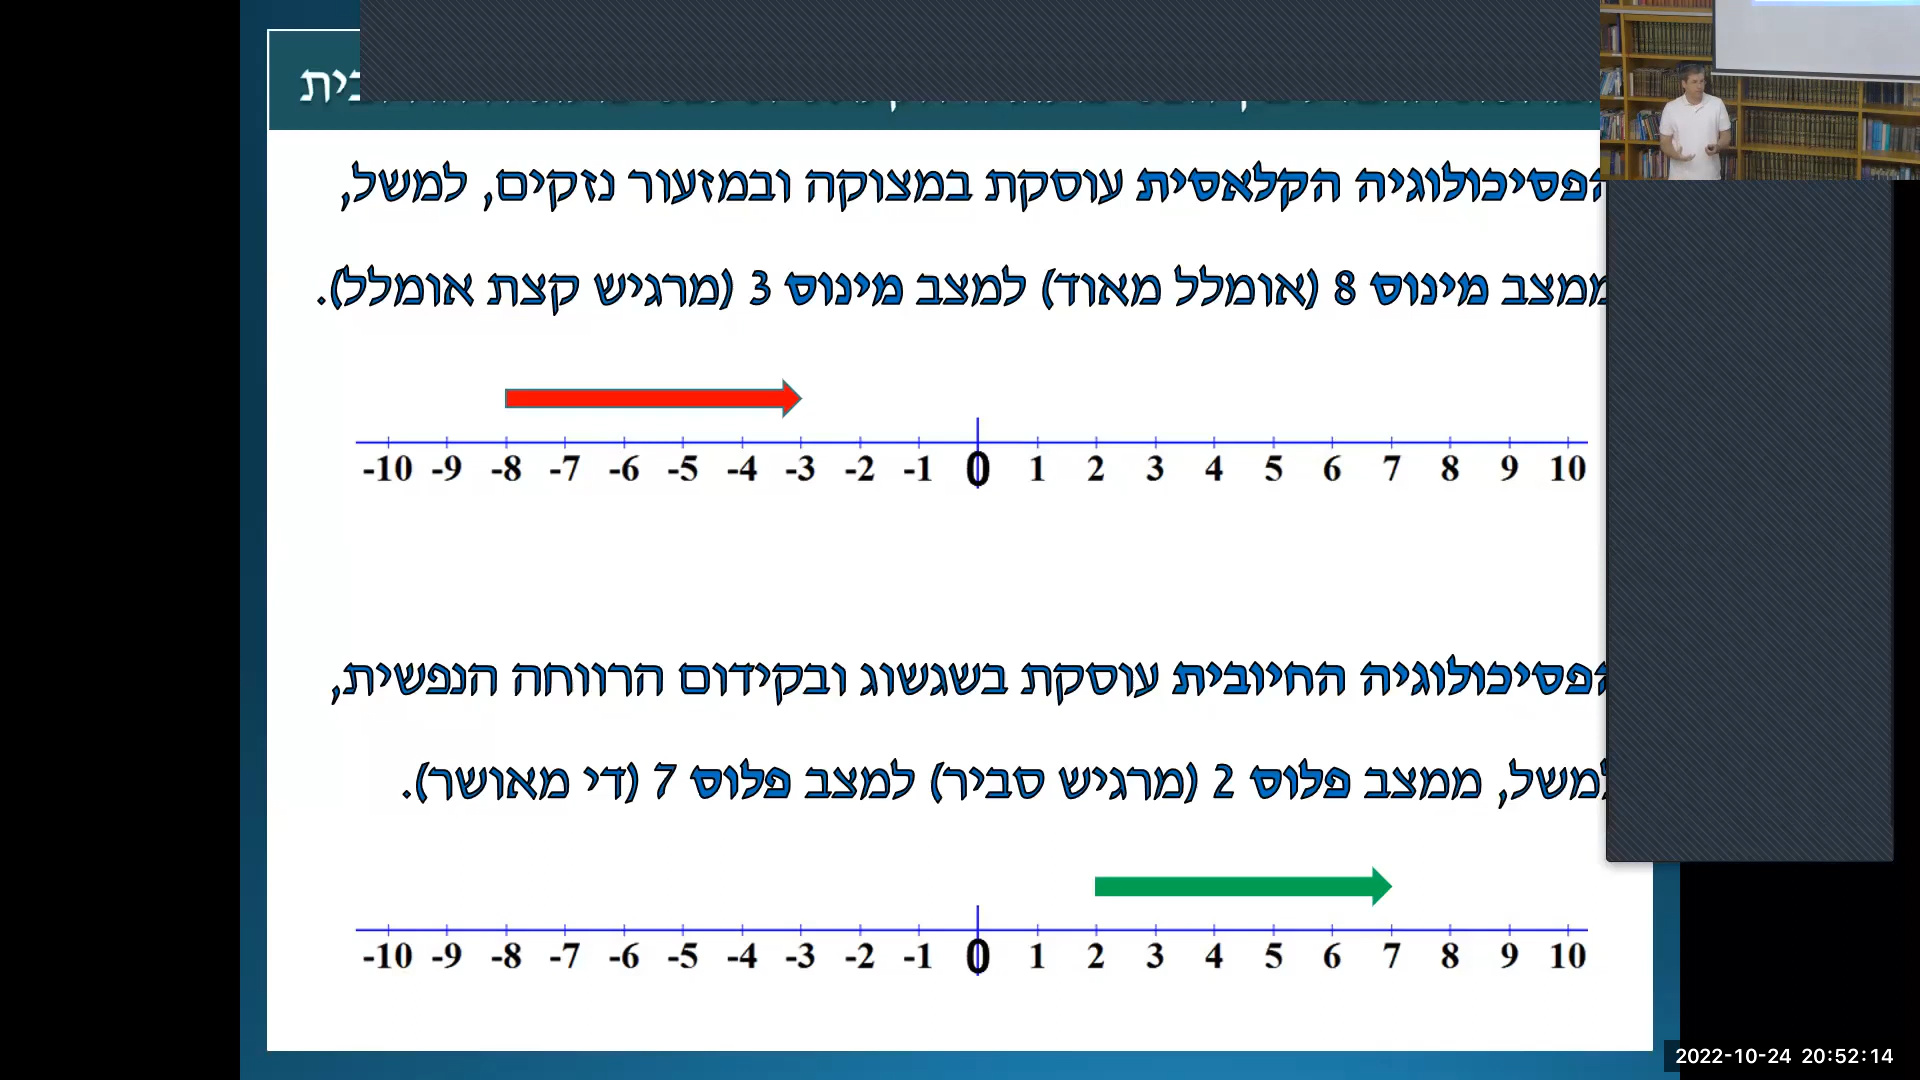 הפסיכולוגיה הקלאסית עוסקת במצוקה ובמזעור נזקים, למשל,
ממצב מינוס 8 (אומלל מאוד) למצב מינוס 3 (מרגיש קצת אומלל).
-10 -9 -8 -7 -6 -5 -4 -3 -2 -1 0 1 2 3 4 5 6 7 8 9 10
הפסיכולוגיה החיובית עוסקת בשגשוג ובקידום הרווחה הנפשית,
למשל, ממצב פלוס 2 (מרגיש סביר) למצב פלוס 7 (די מאושר).
-10 -9 -8 -7 -6 -5 -4 -3 -2 -1 0 1 2 3 4 5 6 7 8 9 10
2022-10-24 20:52:14